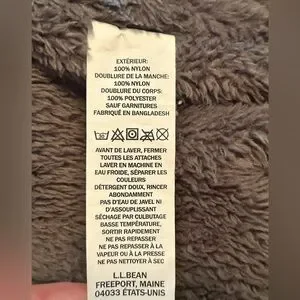 EXTÉRIEUR:
100% NYLON
DOUBLURE DE LA MANCHE:
100% NYLON
DOUBLURE DU CORPS:
100% POLYESTER
SAUF GARNITURES
FABRIQUÉ EN BANGLADESH
30
AVANT DE LAVER, FERMER
TOUTES LES ATTACHES
LAVER EN MACHINE EN
EAU FROIDE, SÉPARER LES
COULEURS
DÉTERGENT DOUX, RINCER
ABONDAMMENT
PAS D'EAU DE JAVEL NI
D'ASSOUPLISSANT
SÉCHAGE PAR CULBUTAGE
BASSE TEMPÉRATURE,
SORTIR RAPIDEMENT
NE PAS REPASSER
NE PAS REPASSER À LA
VAPEUR OU À LA PRESSE
NE PAS NETTOYER À SEC
L.L.BEAN
FREEPORT, MAINE
04033 ÉTATS-UNIS